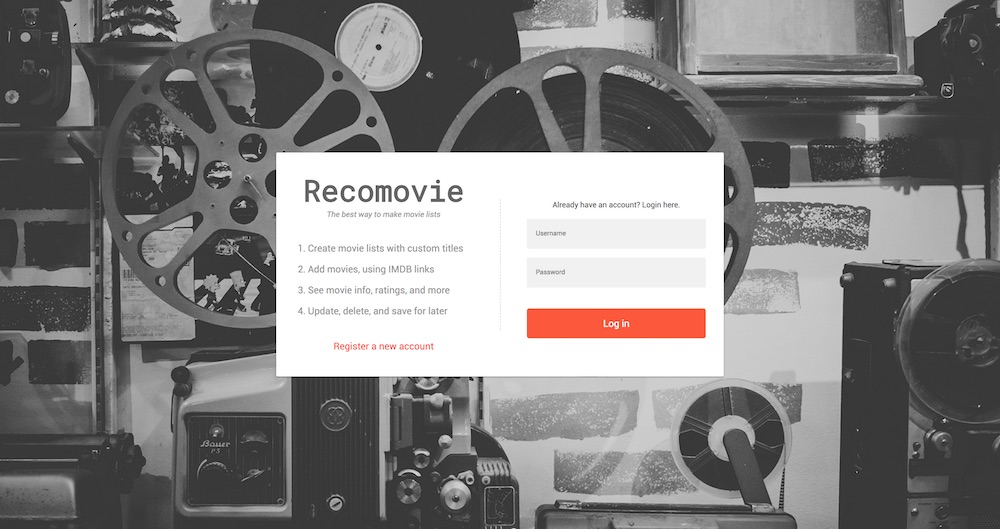 Recomovie
The best way to make movie lists
1. Create movie lists with custom titles
2. Add movies, using IMDB links
3. See movie info, ratings, and more
4. Update, delete, and save for later
Register a new account
Already have an account? Login here.
Username
Password
Log in
Bauer
P5